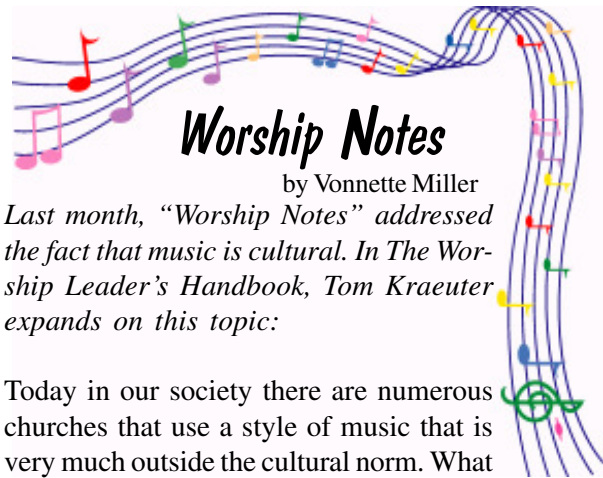 Worship Notes
by Vonnette Miller
Last month, “Worship Notes” addressed
the fact that music is cultural. In The Wor-
ship Leader’s Handbook, Tom Kraeuter
expands on this topic:
Today in our society there are numerous
churches that use a style of music that is
very much outside the cultural norm. What